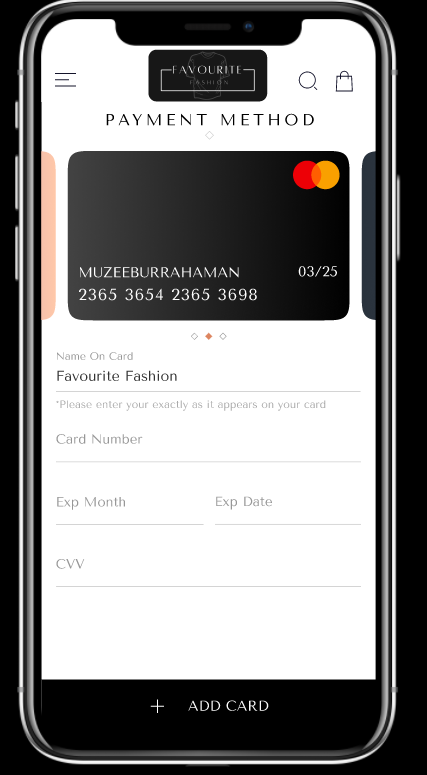 FAVOURITE
FASHION
PAYMENT METHOD
MUZEEBURRAHAMAN 03/25
2365 3654 2365 3698
Name On Card
Favourite Fashion
*Please enter your exactly as it appears on your card
Card Number
Exp Month Exp Date
CVV
+ ADD CARD